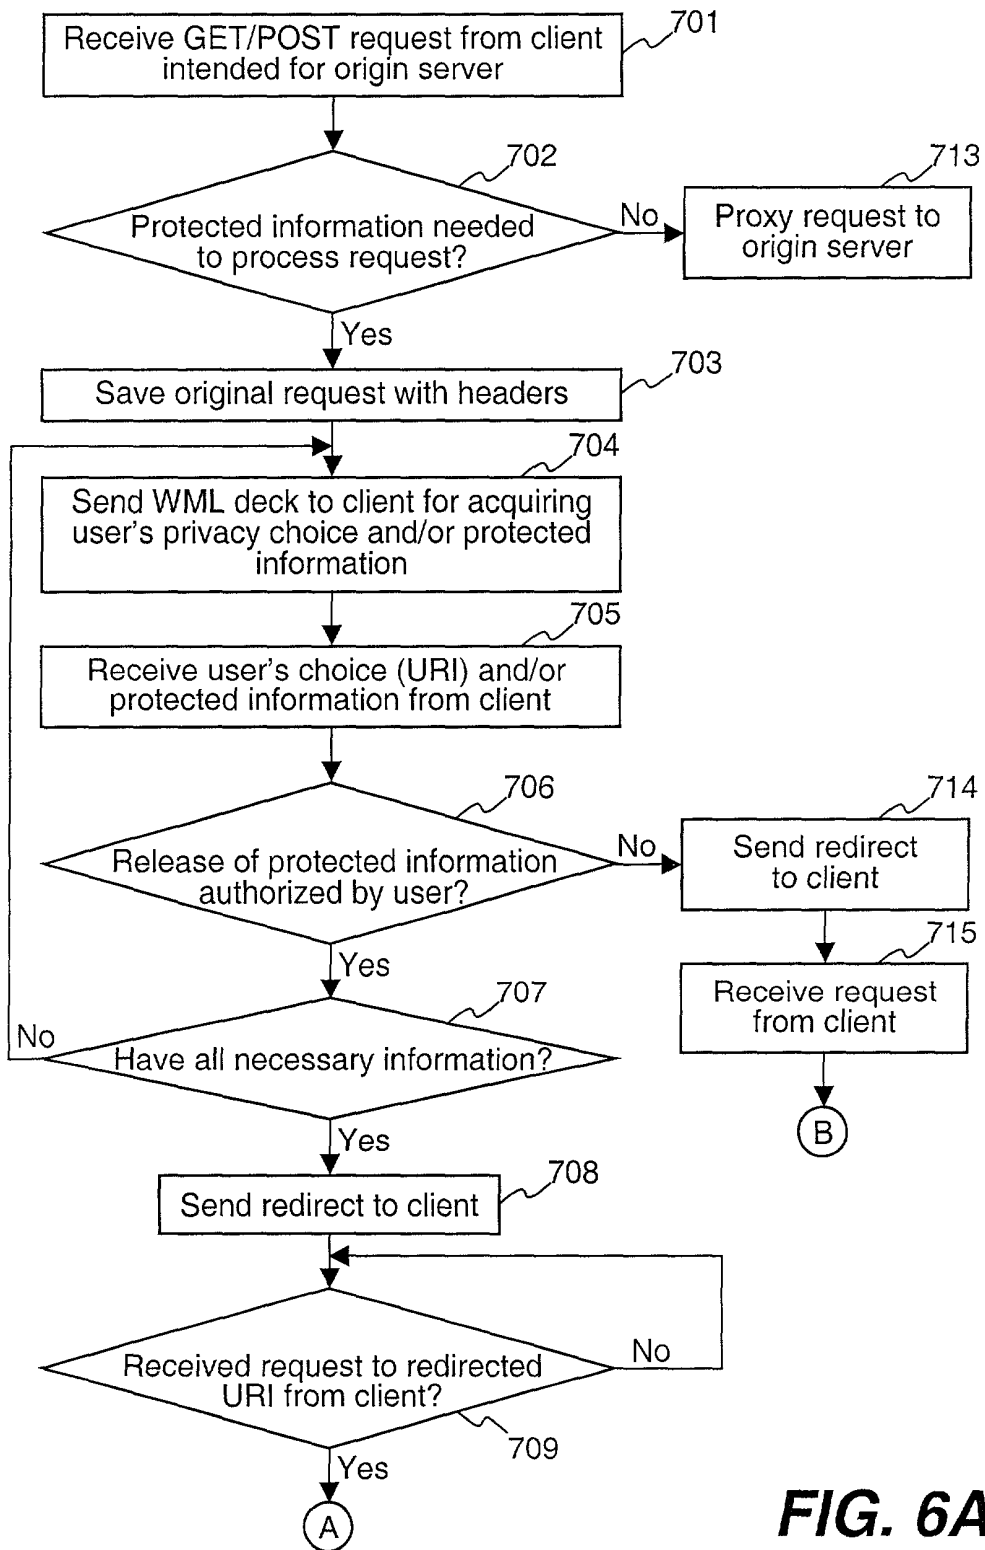 Receive GET/POST request from client
intended for origin server
701
702
Protected information needed
to process request?
No
713
Proxy request to
origin server
Yes
703
Save original request with headers
704
Send WML deck to client for acquiring
user's privacy choice and/or protected
information
705
Receive user's choice (URI) and/or
protected information from client
706
Release of protected information
authorized by user?
No
714
Send redirect
to client
Yes
715
Receive request
from client
707
No
Have all necessary information?
B
Yes
708
Send redirect to client
Received request to redirected
URI from client?
No
709
Yes
A
FIG. 6A